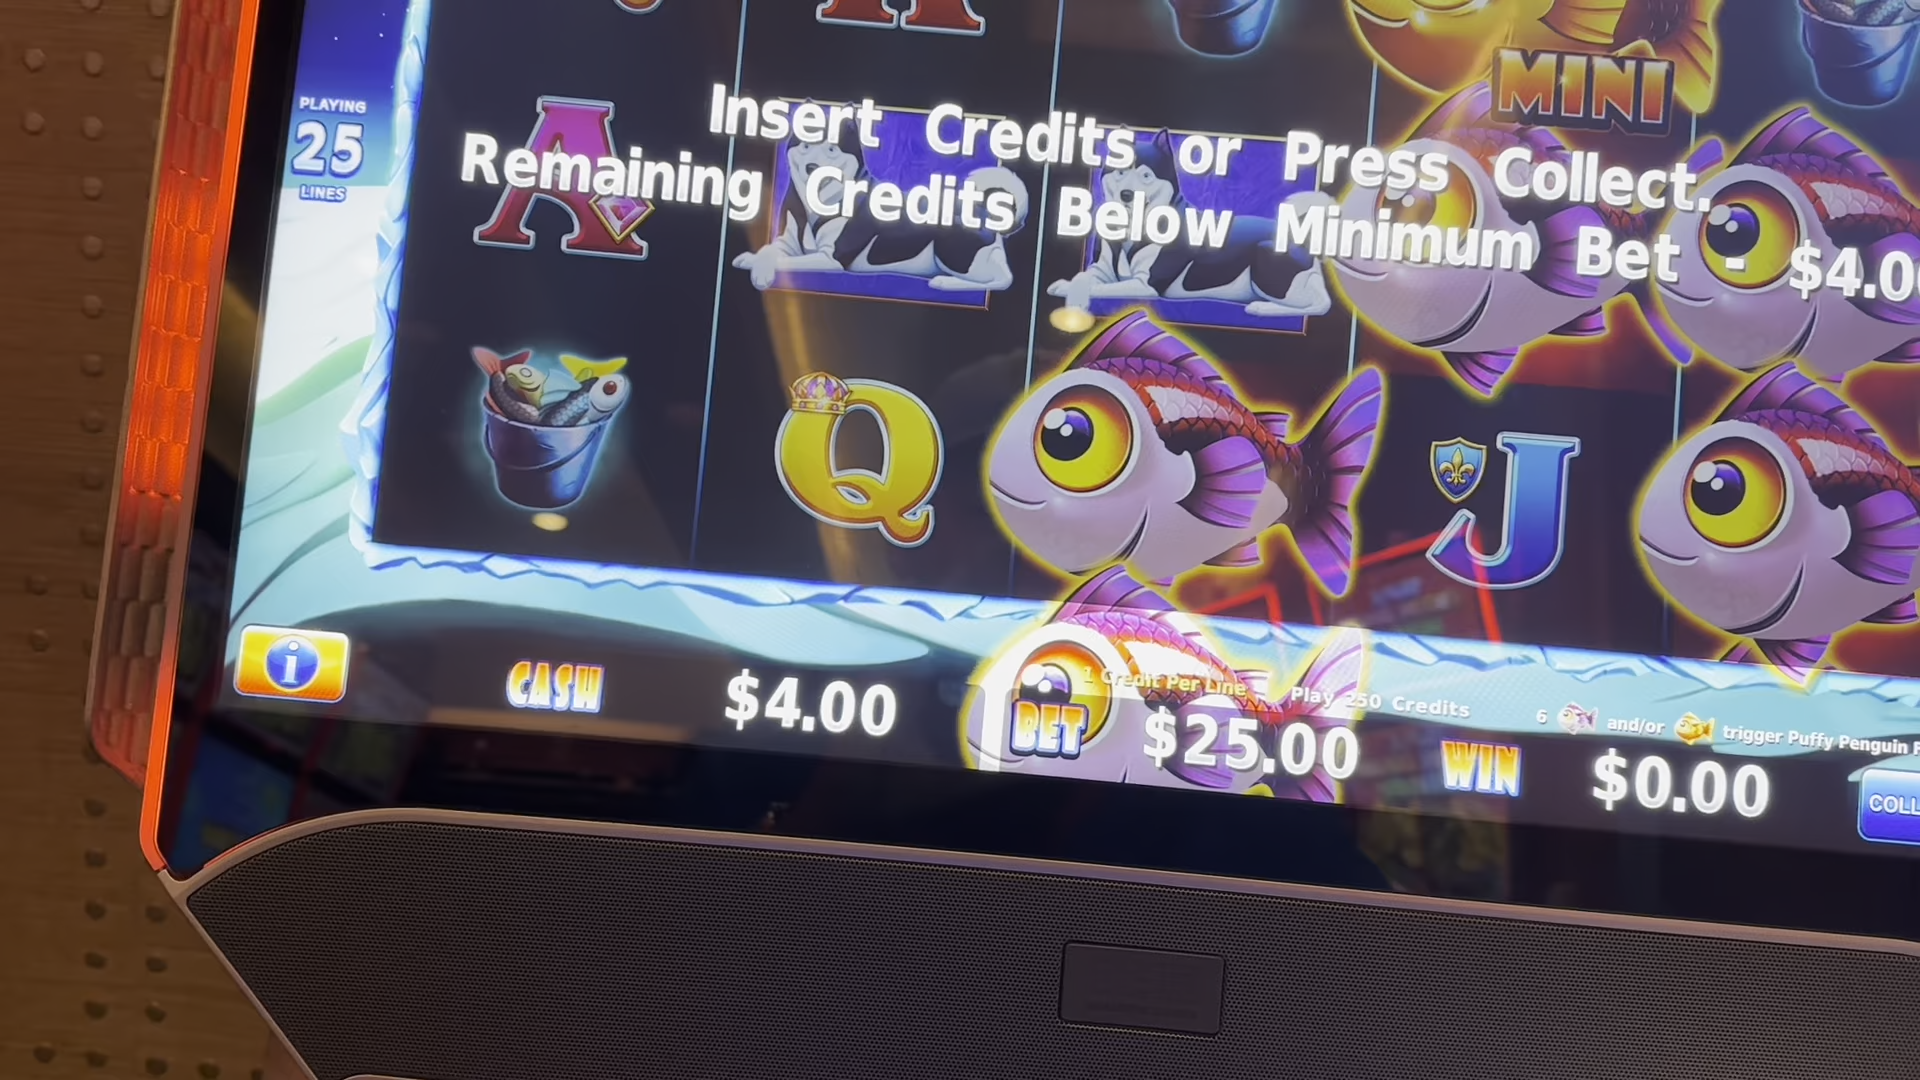 MINI
PLAYING
25
LINES
Insert Credits or Press Collect.
Remaining Credits Below Minimum Bet - $4.0
A
Q
J
i
CASH
$4.00
BET
1 Credit Per Line
Play 250 Credits
$25.00
6 and/or trigger Puffy Penguin
WIN
$0.00
COLL